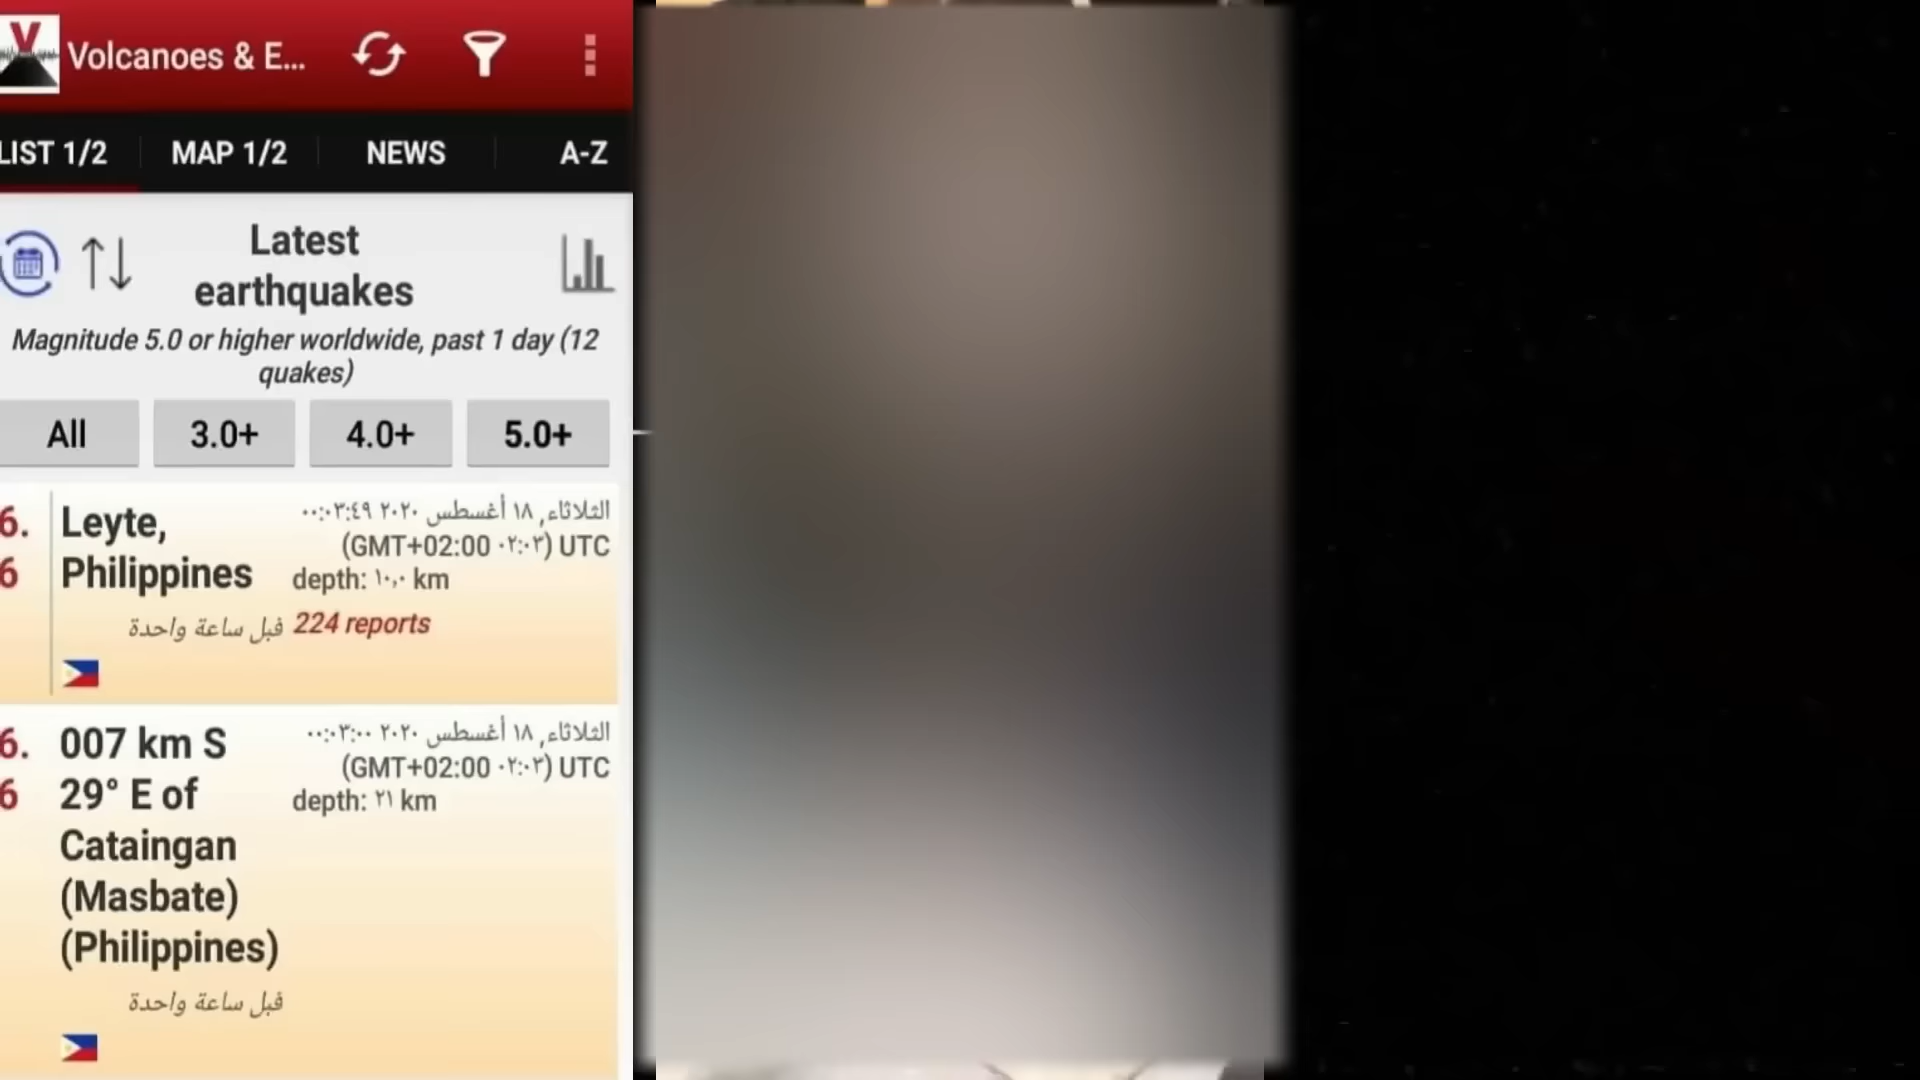 V
Volcanoes & E...
LIST 1/2 MAP 1/2 NEWS A-Z
Latest
earthquakes
Magnitude 5.0 or higher worldwide, past 1 day (12
quakes)
All 3.0+ 4.0+ 5.0+
6.
6
Leyte,
Philippines
الثلاثاء, ١٨ أغسطس ٢٠٢٠ ٠٠:٠٣:٤٩
(GMT+02:00 ٠٢:٠٣) UTC
depth: ١٠,٠ km
قبل ساعة واحدة 224 reports
6.
6
007 km S
29° E of
Cataingan
(Masbate)
(Philippines)
الثلاثاء, ١٨ أغسطس ٢٠٢٠ ٠٠:٠٣:٠٠
(GMT+02:00 ٠٢:٠٣) UTC
depth: ٢١ km
قبل ساعة واحدة